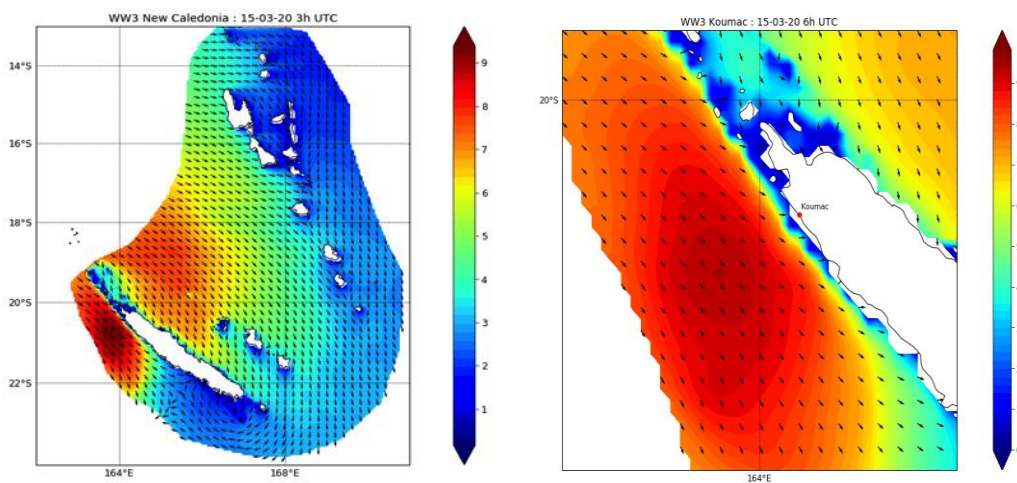 WW3 New Caledonia : 15-03-20 3h UTC
14°S
16°S
18°S
20°S
22°S
164°E
168°E
9
8
7
6
5
4
3
2
1
WW3 Koumac : 15-03-20 6h UTC
20°S
Koumac
164°E